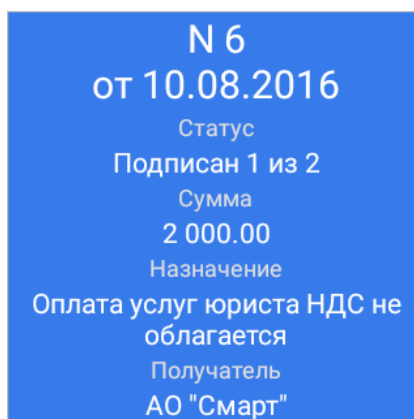 N 6
от 10.08.2016
Статус
Подписан 1 из 2
Сумма
2 000.00
Назначение
Оплата услуг юриста НДС не
облагается
Получатель
АО "Смарт"